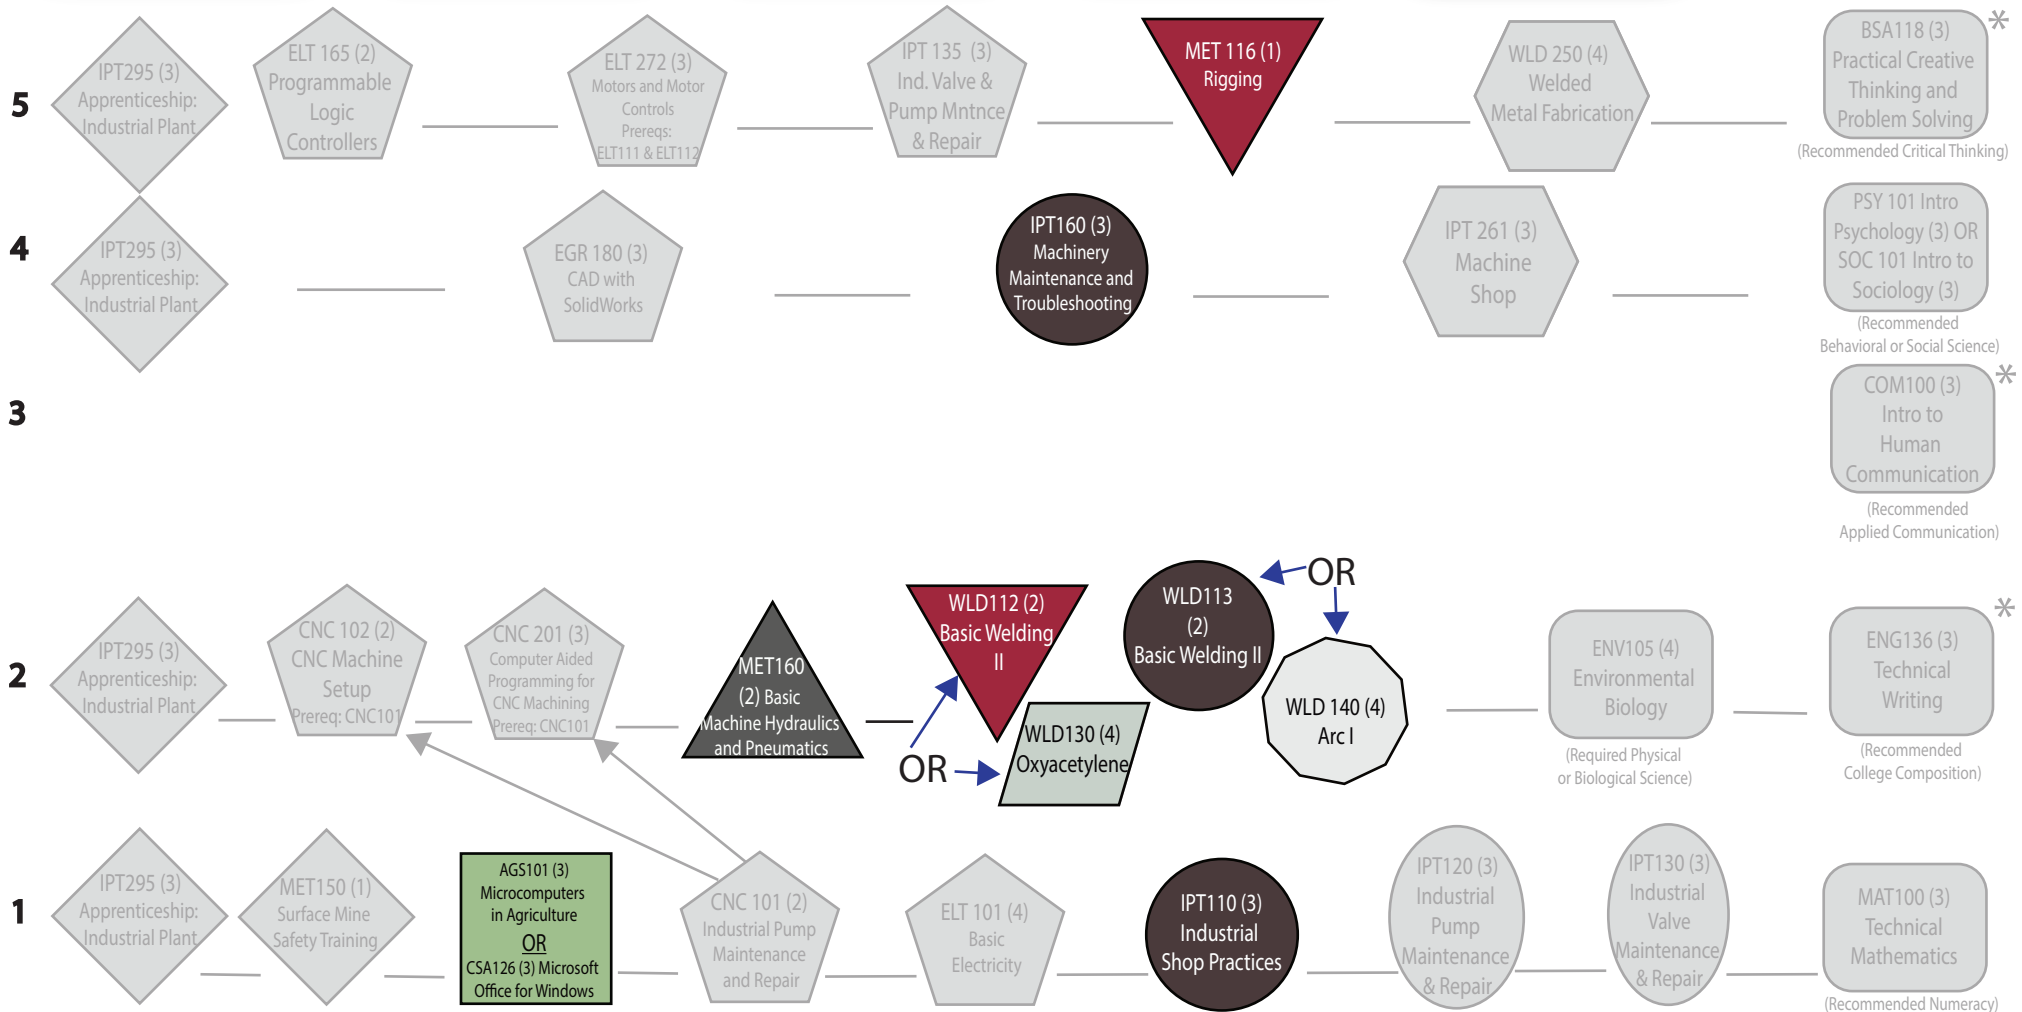 5
IPT295 (3)
Apprenticeship:
Industrial Plant
ELT 165 (2)
Programmable
Logic
Controllers
ELT 272 (3)
Motors and Motor
Controls
Prereqs:
ELT111 & ELT112
IPT 135 (3)
Ind. Valve &
Pump Mntnce
& Repair
MET 116 (1)
Rigging
WLD 250 (4)
Welded
Metal Fabrication
BSA118 (3)
Practical Creative
Thinking and
Problem Solving
*
(Recommended Critical Thinking)
4
IPT295 (3)
Apprenticeship:
Industrial Plant
EGR 180 (3)
CAD with
SolidWorks
IPT160 (3)
Machinery
Maintenance and
Troubleshooting
IPT 261 (3)
Machine
Shop
PSY 101 Intro
Psychology (3) OR
SOC 101 Intro to
Sociology (3)
(Recommended
Behavioral or Social Science)
3
COM100 (3)
Intro to
Human
Communication
*
(Recommended
Applied Communication)
2
IPT295 (3)
Apprenticeship:
Industrial Plant
CNC 102 (2)
CNC Machine
Setup
Prereq: CNC101
CNC 201 (3)
Computer Aided
Programming for
CNC Machining
Prereq: CNC101
MET160
(2) Basic
Machine Hydraulics
and Pneumatics
WLD112 (2)
Basic Welding
II
OR
WLD130 (4)
Oxyacetylene
WLD113
(2)
Basic Welding II
OR
WLD 140 (4)
Arc I
ENV105 (4)
Environmental
Biology
(Required Physical
or Biological Science)
ENG136 (3)
Technical
Writing
*
(Recommended
College Composition)
1
IPT295 (3)
Apprenticeship:
Industrial Plant
MET150 (1)
Surface Mine
Safety Training
AGS101 (3)
Microcomputers
in Agriculture
OR
CSA126 (3) Microsoft
Office for Windows
CNC 101 (2)
Industrial Pump
Maintenance
and Repair
ELT 101 (4)
Basic
Electricity
IPT110 (3)
Industrial
Shop Practices
IPT120 (3)
Industrial
Pump
Maintenance
& Repair
IPT130 (3)
Industrial
Valve
Maintenance
& Repair
MAT100 (3)
Technical
Mathematics
(Recommended Numeracy)